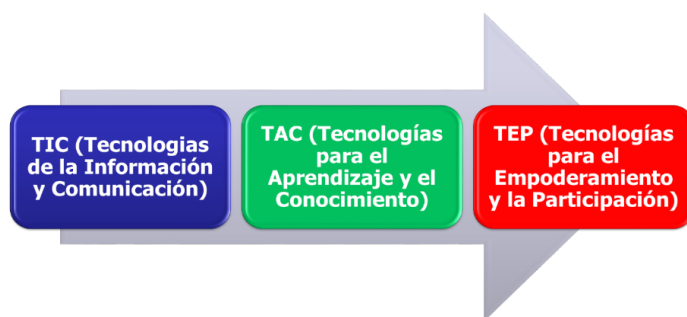 TIC (Tecnologias
de la Información
y Comunicación)
TAC (Tecnologías
para el
Aprendizaje y el
Conocimiento)
TEP (Tecnologías
para el
Empoderamiento
y la Participación)